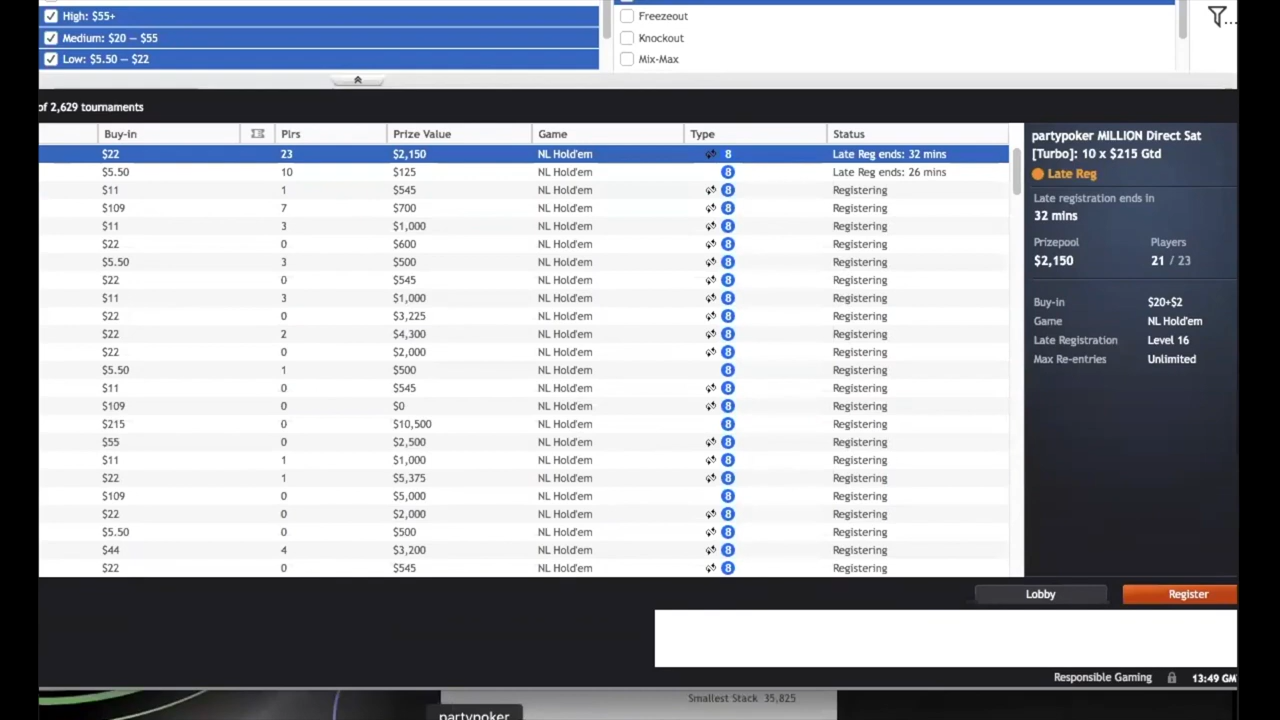 High: $55+
Freezeout
Medium: $20 – $55
Knockout
Low: $5.50 – $22
Mix-Max
of 2,629 tournaments
Buy-in Plrs Prize Value Game Type Status
$22 23 $2,150 NL Hold'em 8 Late Reg ends: 32 mins
$5.50 10 $125 NL Hold'em 8 Late Reg ends: 26 mins
$11 1 $545 NL Hold'em 8 Registering
$109 7 $700 NL Hold'em 8 Registering
$11 3 $1,000 NL Hold'em 8 Registering
$22 0 $600 NL Hold'em 8 Registering
$5.50 3 $500 NL Hold'em 8 Registering
$22 0 $545 NL Hold'em 8 Registering
$11 3 $1,000 NL Hold'em 8 Registering
$22 0 $3,225 NL Hold'em 8 Registering
$22 2 $4,300 NL Hold'em 8 Registering
$22 0 $2,000 NL Hold'em 8 Registering
$5.50 1 $500 NL Hold'em 8 Registering
$11 0 $545 NL Hold'em 8 Registering
$109 0 $0 NL Hold'em 8 Registering
$215 0 $10,500 NL Hold'em 8 Registering
$55 0 $2,500 NL Hold'em 8 Registering
$11 1 $1,000 NL Hold'em 8 Registering
$22 1 $5,375 NL Hold'em 8 Registering
$109 0 $5,000 NL Hold'em 8 Registering
$22 0 $2,000 NL Hold'em 8 Registering
$5.50 0 $500 NL Hold'em 8 Registering
$44 4 $3,200 NL Hold'em 8 Registering
$22 0 $545 NL Hold'em 8 Registering
partypoker MILLION Direct Sat
[Turbo]: 10 x $215 Gtd
Late Reg
Late registration ends in
32 mins
Prizepool Players
$2,150 21 / 23
Buy-in $20+$2
Game NL Hold'em
Late Registration Level 16
Max Re-entries Unlimited
Lobby Register
Responsible Gaming 13:49 GM
Smallest Stack 35,825
partypoker